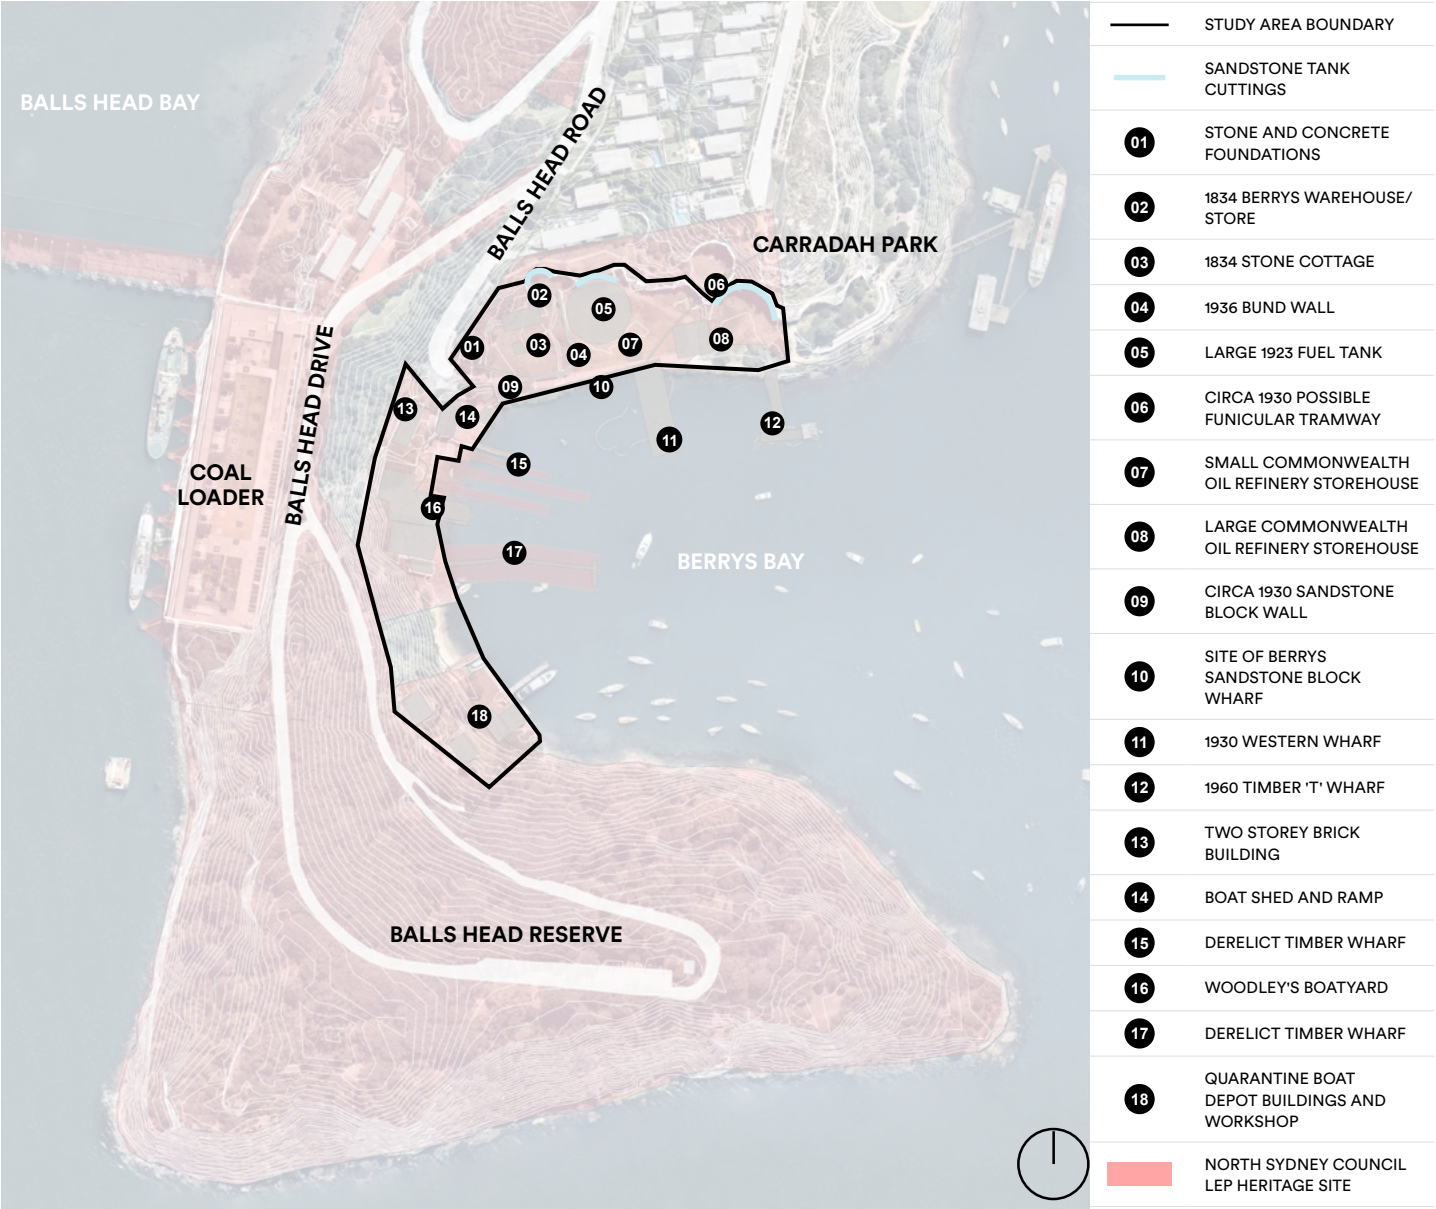 BALLS HEAD BAY
BALLS HEAD ROAD
CARRADAH PARK
BALLS HEAD DRIVE
COAL
LOADER
BERRYS BAY
BALLS HEAD RESERVE
01
02
03
04
05
06
07
08
09
10
11
12
13
14
15
16
17
18
STUDY AREA BOUNDARY
SANDSTONE TANK
CUTTINGS
01 STONE AND CONCRETE
FOUNDATIONS
02 1834 BERRYS WAREHOUSE/
STORE
03 1834 STONE COTTAGE
04 1936 BUND WALL
05 LARGE 1923 FUEL TANK
06 CIRCA 1930 POSSIBLE
FUNICULAR TRAMWAY
07 SMALL COMMONWEALTH
OIL REFINERY STOREHOUSE
08 LARGE COMMONWEALTH
OIL REFINERY STOREHOUSE
09 CIRCA 1930 SANDSTONE
BLOCK WALL
10 SITE OF BERRYS
SANDSTONE BLOCK
WHARF
11 1930 WESTERN WHARF
12 1960 TIMBER 'T' WHARF
13 TWO STOREY BRICK
BUILDING
14 BOAT SHED AND RAMP
15 DERELICT TIMBER WHARF
16 WOODLEY'S BOATYARD
17 DERELICT TIMBER WHARF
18 QUARANTINE BOAT
DEPOT BUILDINGS AND
WORKSHOP
NORTH SYDNEY COUNCIL
LEP HERITAGE SITE